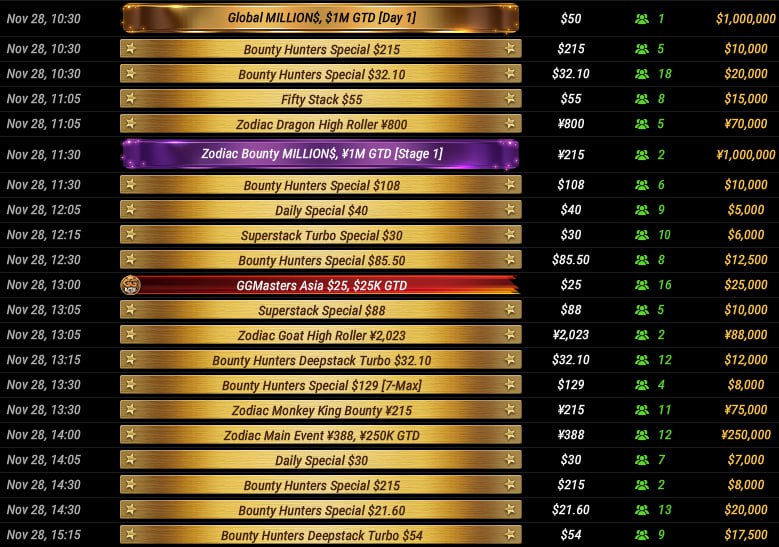 Nov 28, 10:30 Global MILLION$, $1M GTD [Day 1] $50 1 $1,000,000
Nov 28, 10:30 Bounty Hunters Special $215 $215 5 $10,000
Nov 28, 10:30 Bounty Hunters Special $32.10 $32.10 18 $20,000
Nov 28, 11:05 Fifty Stack $55 $55 8 $15,000
Nov 28, 11:05 Zodiac Dragon High Roller ¥800 ¥800 5 ¥70,000
Nov 28, 11:30 Zodiac Bounty MILLION$, ¥1M GTD [Stage 1] ¥215 2 ¥1,000,000
Nov 28, 11:30 Bounty Hunters Special $108 $108 6 $10,000
Nov 28, 12:05 Daily Special $40 $40 9 $5,000
Nov 28, 12:15 Superstack Turbo Special $30 $30 10 $6,000
Nov 28, 12:30 Bounty Hunters Special $85.50 $85.50 8 $12,500
Nov 28, 13:00 GGMasters Asia $25, $25K GTD $25 16 $25,000
Nov 28, 13:05 Superstack Special $88 $88 5 $10,000
Nov 28, 13:05 Zodiac Goat High Roller ¥2,023 ¥2,023 2 ¥88,000
Nov 28, 13:15 Bounty Hunters Deepstack Turbo $32.10 $32.10 12 $12,000
Nov 28, 13:30 Bounty Hunters Special $129 [7-Max] $129 4 $8,000
Nov 28, 13:30 Zodiac Monkey King Bounty ¥215 ¥215 11 ¥75,000
Nov 28, 14:00 Zodiac Main Event ¥388, ¥250K GTD ¥388 12 ¥250,000
Nov 28, 14:05 Daily Special $30 $30 7 $7,000
Nov 28, 14:30 Bounty Hunters Special $215 $215 2 $8,000
Nov 28, 14:30 Bounty Hunters Special $21.60 $21.60 13 $20,000
Nov 28, 15:15 Bounty Hunters Deepstack Turbo $54 $54 9 $17,500